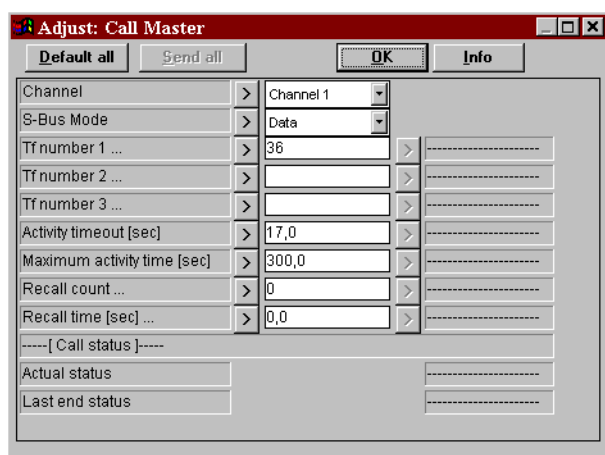 Adjust: Call Master
Default all Send all OK Info
Channel > Channel 1
S-Bus Mode > Data
Tf number 1 ... > 36 > ----------------------
Tf number 2 ... > > ----------------------
Tf number 3 ... > > ----------------------
Activity timeout [sec] > 17,0 > ----------------------
Maximum activity time [sec] > 300,0 > ----------------------
Recall count ... > 0 > ----------------------
Recall time [sec] ... > 0,0 > ----------------------
-----[ Call status ]-----
Actual status ----------------------
Last end status ----------------------